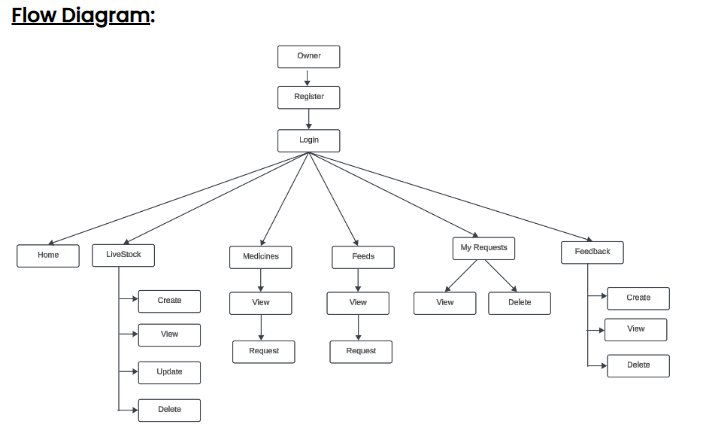 Flow Diagram:
Owner
Register
Login
Home
LiveStock
Medicines
Feeds
My Requests
Feedback
Create
View
Update
Delete
View
Request
View
Request
View
Delete
Create
View
Delete